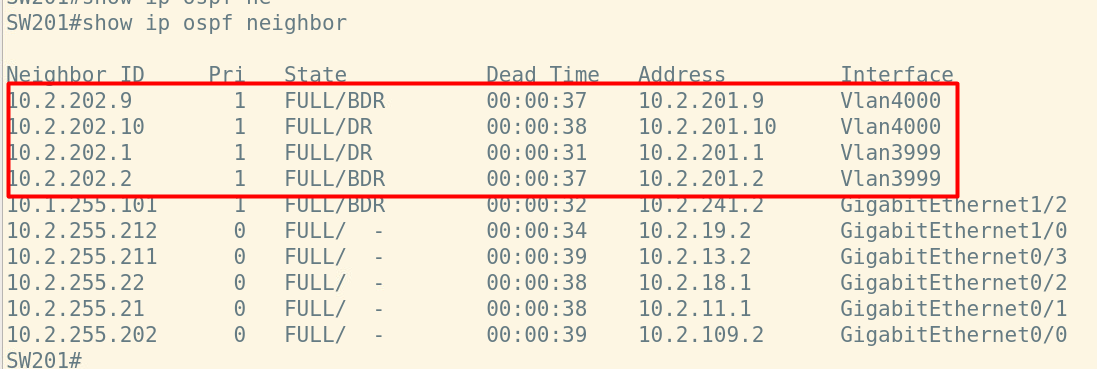 SW201#show ip ospf ne
SW201#show ip ospf neighbor
Neighbor ID     Pri   State           Dead Time   Address         Interface
10.2.202.9        1   FULL/BDR        00:00:37    10.2.201.9      Vlan4000
10.2.202.10       1   FULL/DR         00:00:38    10.2.201.10     Vlan4000
10.2.202.1        1   FULL/DR         00:00:31    10.2.201.1      Vlan3999
10.2.202.2        1   FULL/BDR        00:00:37    10.2.201.2      Vlan3999
10.1.255.101      1   FULL/BDR        00:00:32    10.2.241.2      GigabitEthernet1/2
10.2.255.212      0   FULL/  -        00:00:34    10.2.19.2       GigabitEthernet1/0
10.2.255.211      0   FULL/  -        00:00:39    10.2.13.2       GigabitEthernet0/3
10.2.255.22       0   FULL/  -        00:00:38    10.2.18.1       GigabitEthernet0/2
10.2.255.21       0   FULL/  -        00:00:38    10.2.11.1       GigabitEthernet0/1
10.2.255.202      0   FULL/  -        00:00:39    10.2.109.2      GigabitEthernet0/0
SW201#